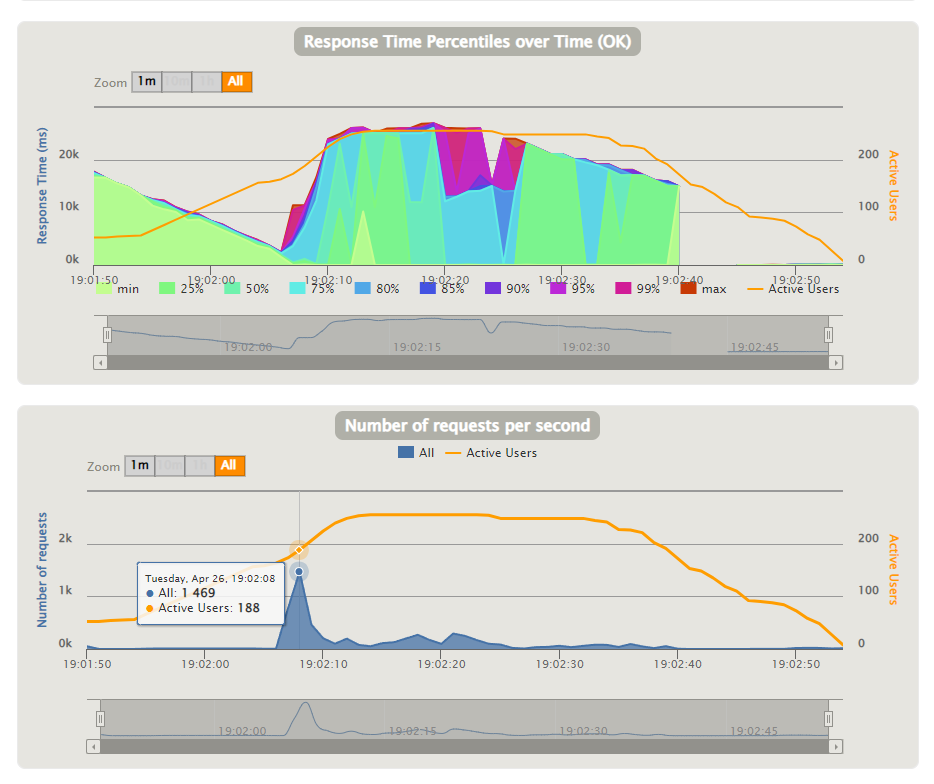 Response Time Percentiles over Time (OK)
Zoom 1m 10m 1h All
Response Time (ms)
20k
10k
0k
200
100
0
Active Users
19:01:50 19:02:00 19:02:10 19:02:20 19:02:30 19:02:40 19:02:50
min 25% 50% 75% 80% 85% 90% 95% 99% max Active Users
19:02:00 19:02:15 19:02:30 19:02:45
Number of requests per second
All Active Users
Zoom 1m 10m 1h All
Number of requests
2k
1k
0k
200
100
0
Active Users
Tuesday, Apr 26, 19:02:08
All: 1 469
Active Users: 188
19:01:50 19:02:00 19:02:10 19:02:20 19:02:30 19:02:40 19:02:50
19:02:00 19:02:15 19:02:30 19:02:45